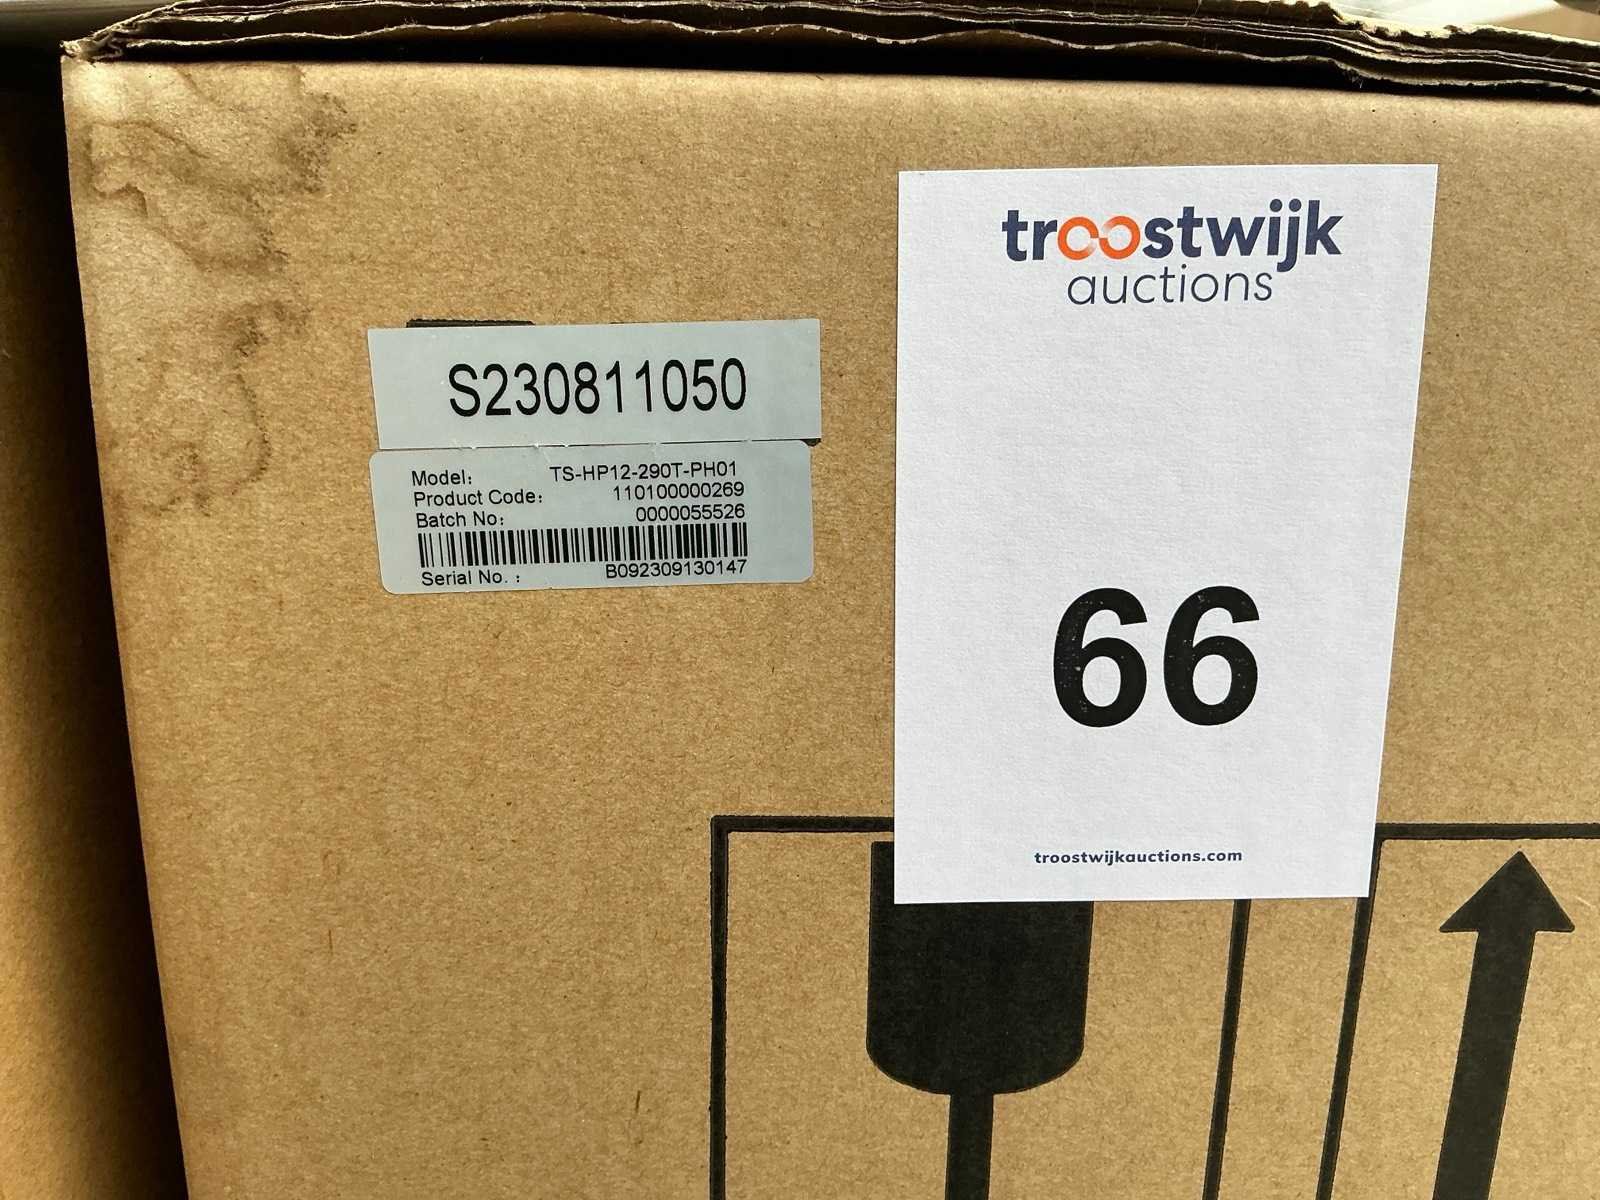 troostwijk
auctions
S230811050
Model: TS-HP12-290T-PH01
Product Code: 110100000269
Batch No: 0000055526
Serial No. : B092309130147
66
troostwijkauctions.com